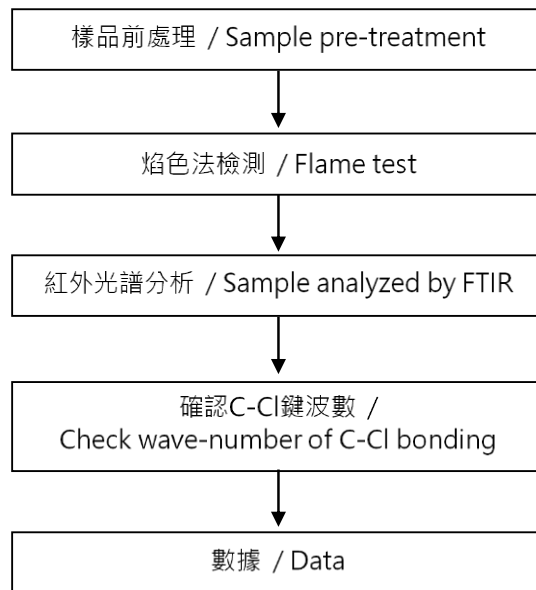 樣品前處理 / Sample pre-treatment
焰色法檢測 / Flame test
紅外光譜分析 / Sample analyzed by FTIR
確認C-Cl鍵波數 /
Check wave-number of C-Cl bonding
數據 / Data